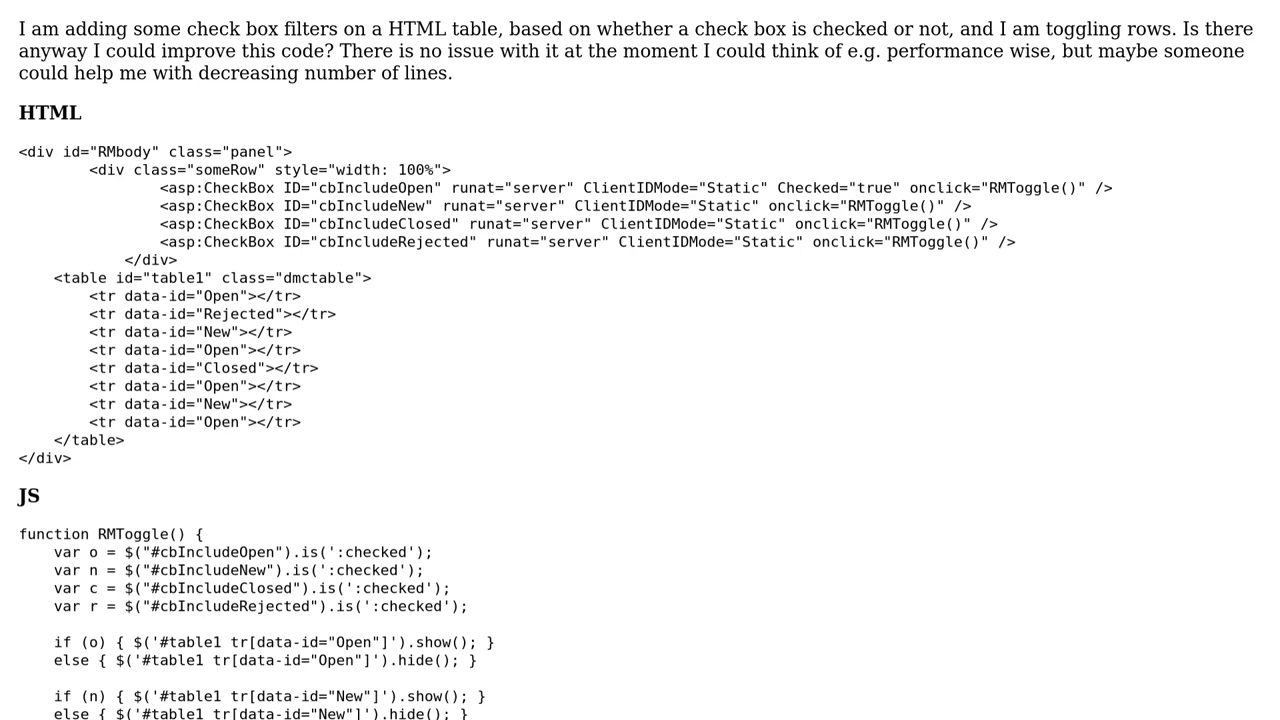 I am adding some check box filters on a HTML table, based on whether a check box is checked or not, and I am toggling rows. Is there
anyway I could improve this code? There is no issue with it at the moment I could think of e.g. performance wise, but maybe someone
could help me with decreasing number of lines.
HTML
<div id="RMbody" class="panel">
        <div class="someRow" style="width: 100%">
                <asp:CheckBox ID="cbIncludeOpen" runat="server" ClientIDMode="Static" Checked="true" onclick="RMToggle()" />
                <asp:CheckBox ID="cbIncludeNew" runat="server" ClientIDMode="Static" onclick="RMToggle()" />
                <asp:CheckBox ID="cbIncludeClosed" runat="server" ClientIDMode="Static" onclick="RMToggle()" />
                <asp:CheckBox ID="cbIncludeRejected" runat="server" ClientIDMode="Static" onclick="RMToggle()" />
            </div>
    <table id="table1" class="dmctable">
        <tr data-id="Open"></tr>
        <tr data-id="Rejected"></tr>
        <tr data-id="New"></tr>
        <tr data-id="Open"></tr>
        <tr data-id="Closed"></tr>
        <tr data-id="Open"></tr>
        <tr data-id="New"></tr>
        <tr data-id="Open"></tr>
    </table>
</div>
JS
function RMToggle() {
    var o = $("#cbIncludeOpen").is(':checked');
    var n = $("#cbIncludeNew").is(':checked');
    var c = $("#cbIncludeClosed").is(':checked');
    var r = $("#cbIncludeRejected").is(':checked');

    if (o) { $('#table1 tr[data-id="Open"]').show(); }
    else { $('#table1 tr[data-id="Open"]').hide(); }

    if (n) { $('#table1 tr[data-id="New"]').show(); }
    else { $('#table1 tr[data-id="New"]').hide(); }